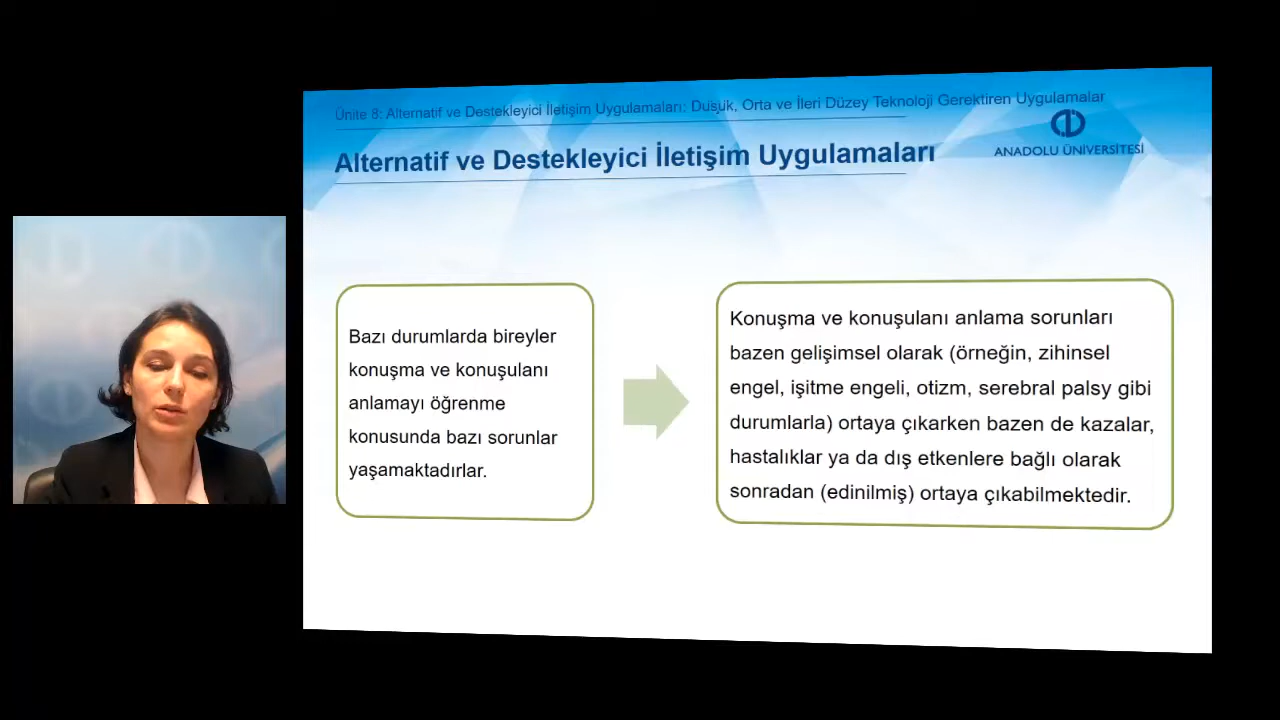 Ünite 8: Alternatif ve Destekleyici İletişim Uygulamaları: Düşük, Orta ve İleri Düzey Teknoloji Gerektiren Uygulamalar
Alternatif ve Destekleyici İletişim Uygulamaları
ANADOLU ÜNİVERSİTESİ
Bazı durumlarda bireyler
konuşma ve konuşulanı
anlamayı öğrenme
konusunda bazı sorunlar
yaşamaktadırlar.
Konuşma ve konuşulanı anlama sorunları
bazen gelişimsel olarak (örneğin, zihinsel
engel, işitme engeli, otizm, serebral palsy gibi
durumlarla) ortaya çıkarken bazen de kazalar,
hastalıklar ya da dış etkenlere bağlı olarak
sonradan (edinilmiş) ortaya çıkabilmektedir.